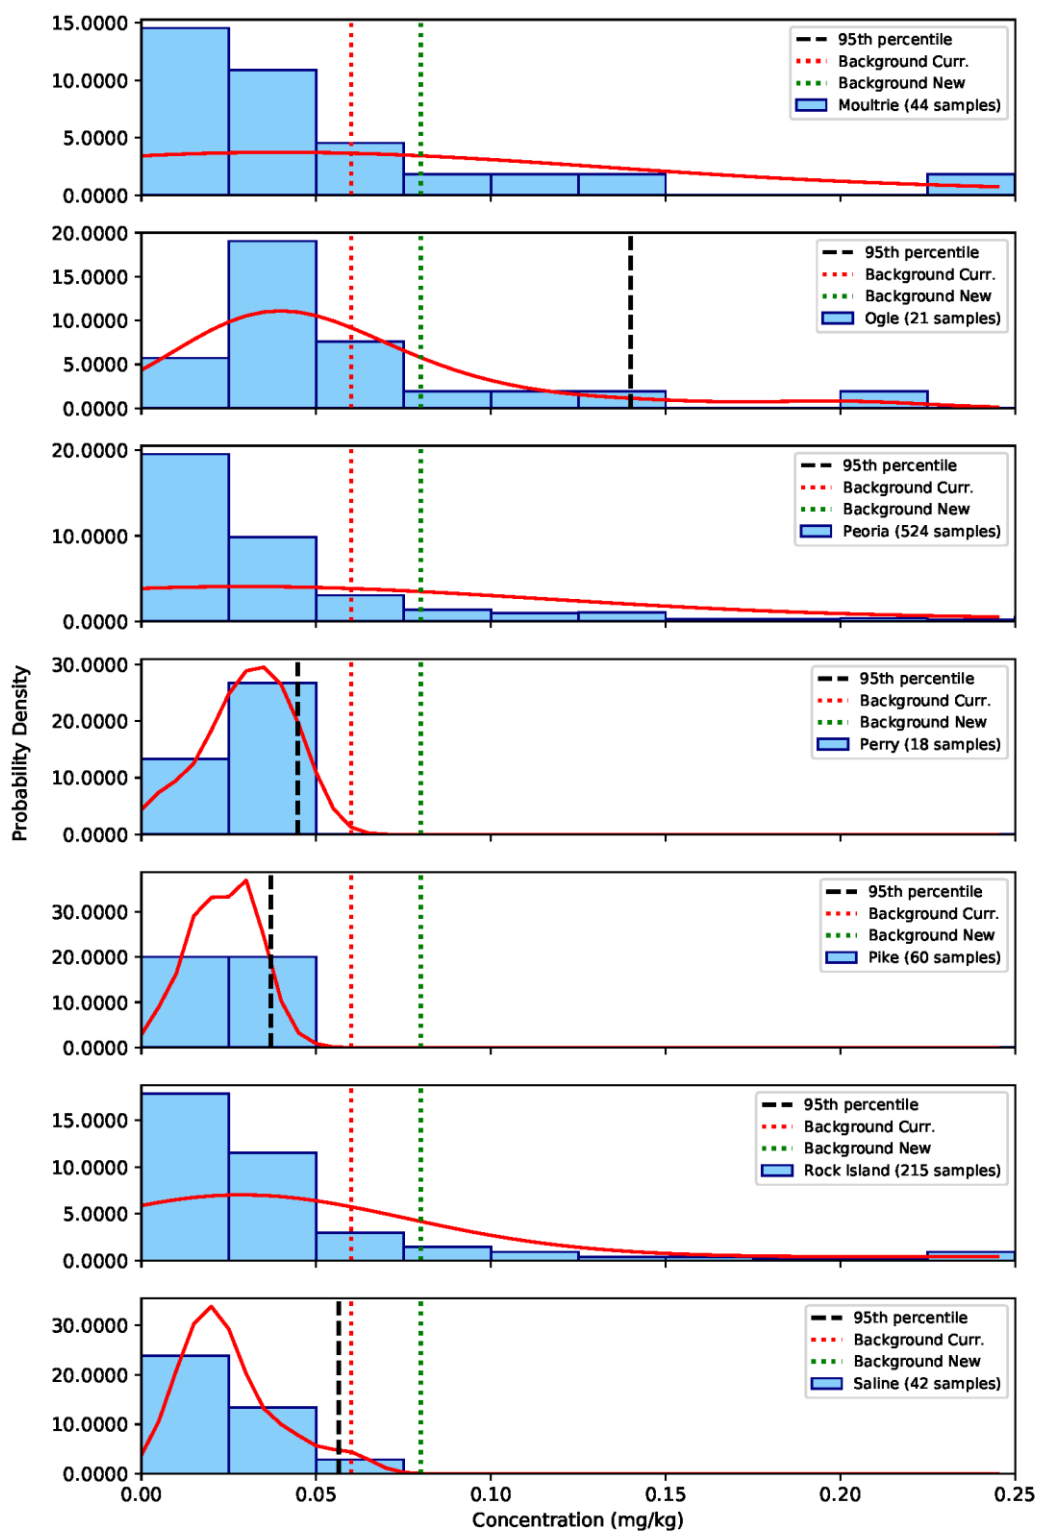 15.0000
10.0000
5.0000
0.0000
95th percentile
Background Curr.
Background New
Moultrie (44 samples)
20.0000
15.0000
10.0000
5.0000
0.0000
95th percentile
Background Curr.
Background New
Ogle (21 samples)
20.0000
10.0000
0.0000
95th percentile
Background Curr.
Background New
Peoria (524 samples)
Probability Density
30.0000
20.0000
10.0000
0.0000
95th percentile
Background Curr.
Background New
Perry (18 samples)
30.0000
20.0000
10.0000
0.0000
95th percentile
Background Curr.
Background New
Pike (60 samples)
15.0000
10.0000
5.0000
0.0000
95th percentile
Background Curr.
Background New
Rock Island (215 samples)
30.0000
20.0000
10.0000
0.0000
95th percentile
Background Curr.
Background New
Saline (42 samples)
0.00 0.05 0.10 0.15 0.20 0.25
Concentration (mg/kg)